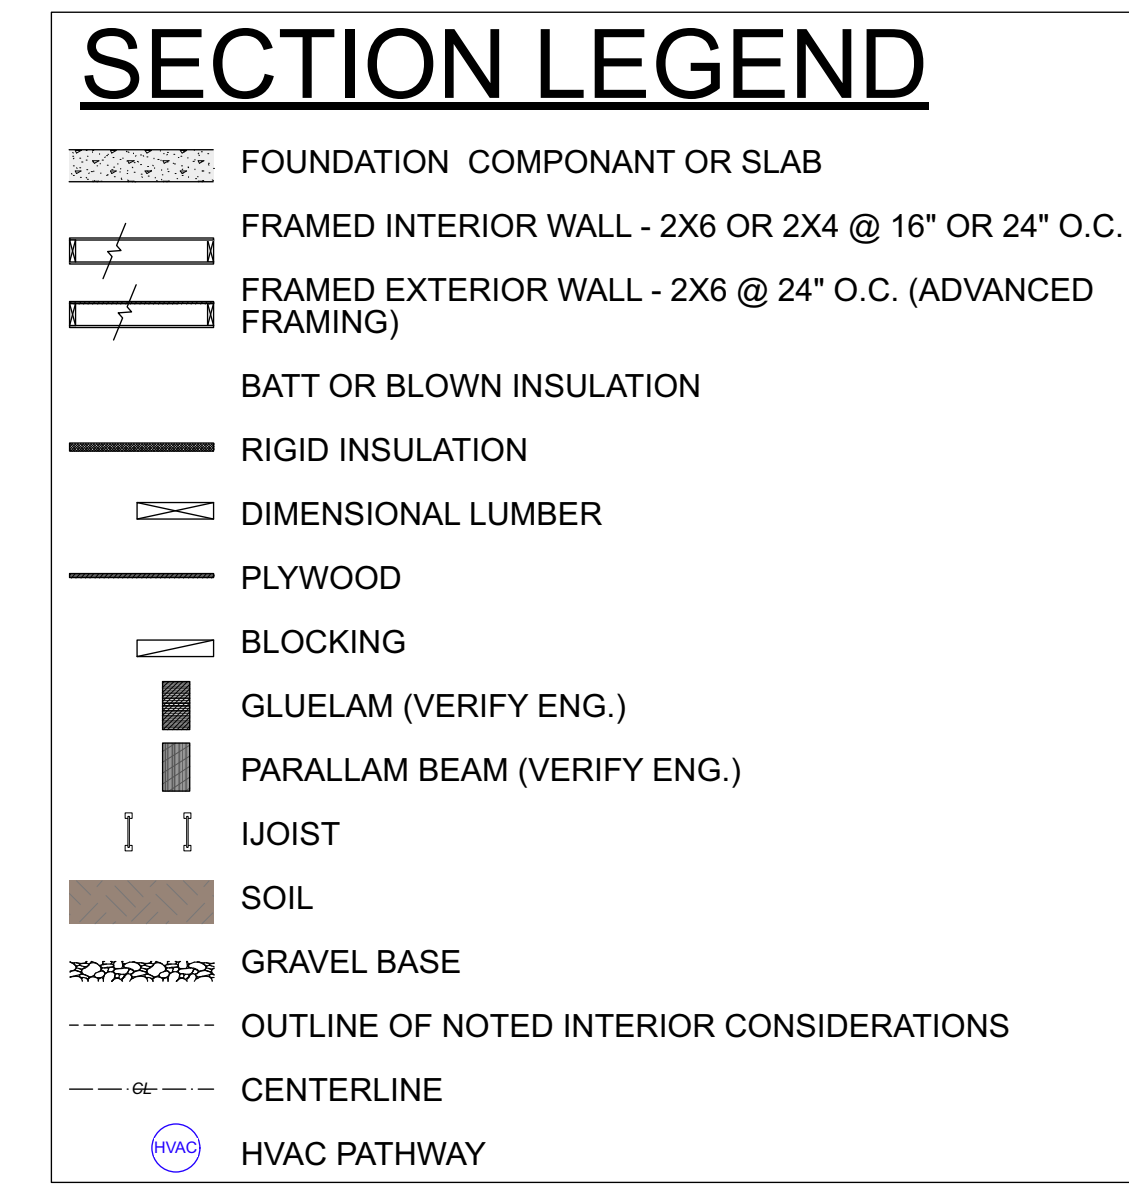 SECTION LEGEND
FOUNDATION  COMPONANT OR SLAB
FRAMED INTERIOR WALL - 2X6 OR 2X4 @ 16" OR 24" O.C.
FRAMED EXTERIOR WALL - 2X6 @ 24" O.C. (ADVANCED
FRAMING)
BATT OR BLOWN INSULATION
RIGID INSULATION
DIMENSIONAL LUMBER
PLYWOOD
BLOCKING
GLUELAM (VERIFY ENG.)
PARALLAM BEAM (VERIFY ENG.)
IJOIST
SOIL
GRAVEL BASE
OUTLINE OF NOTED INTERIOR CONSIDERATIONS
CL CENTERLINE
HVAC HVAC PATHWAY